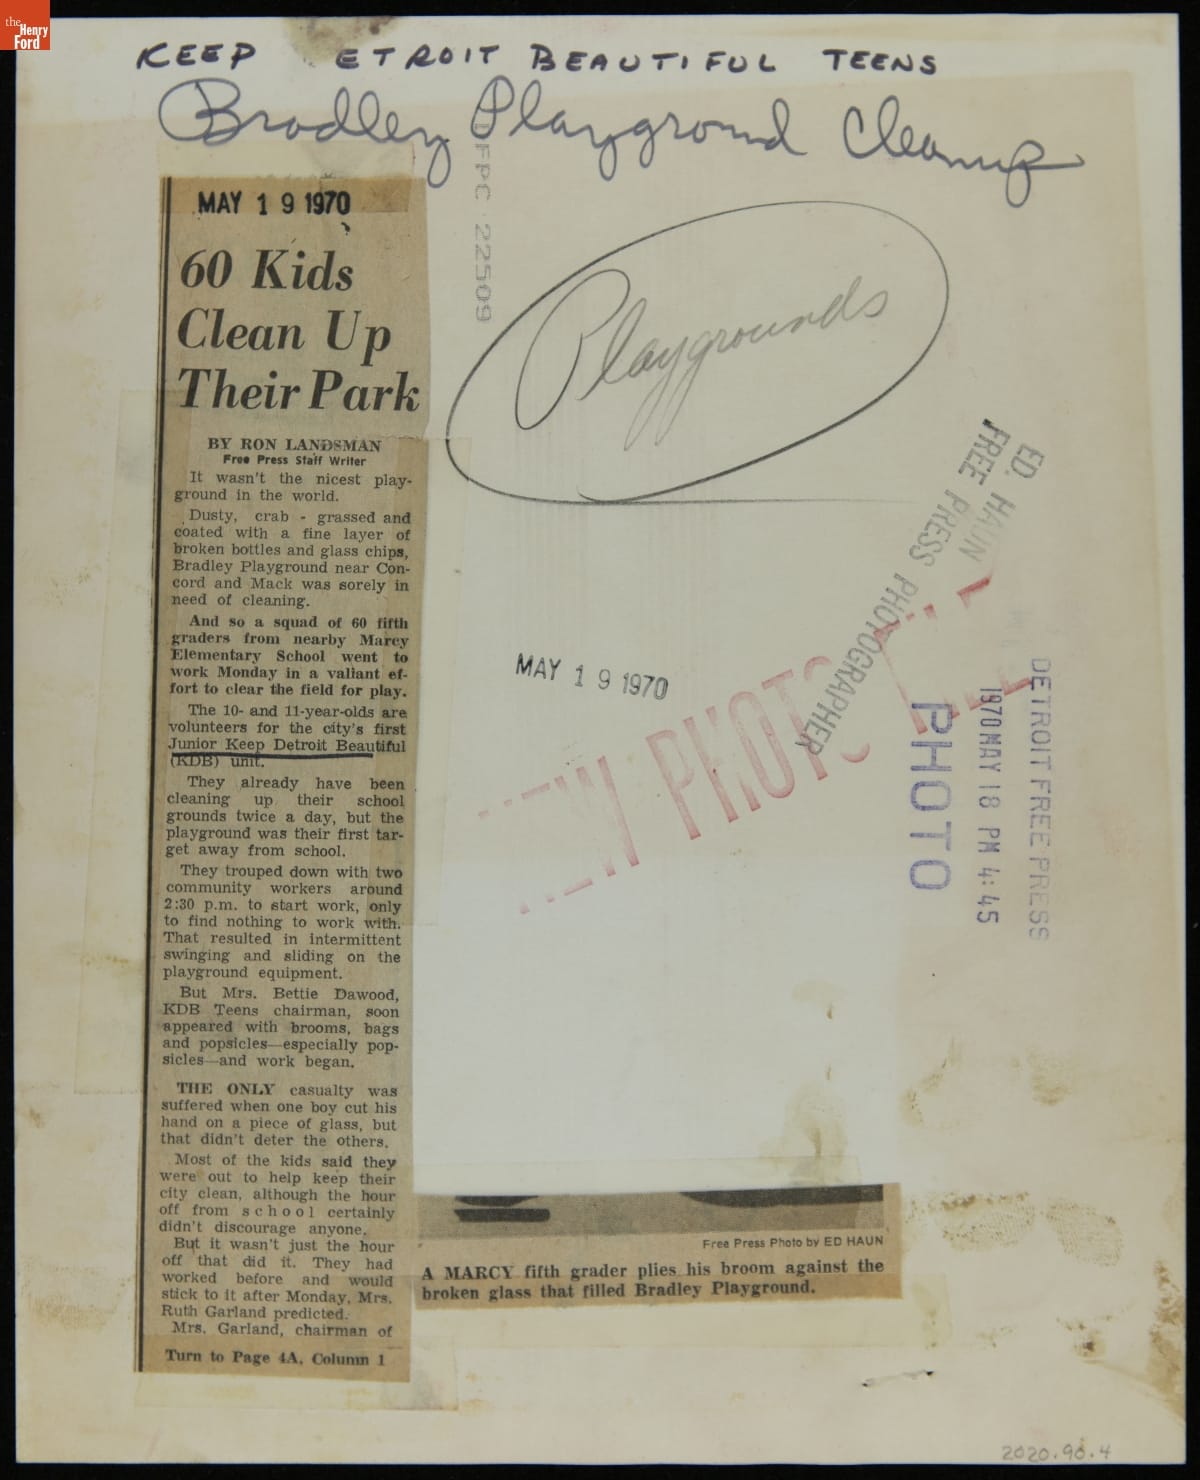 the
Henry
Ford
KEEP ETROIT BEAUTIFUL TEENS
Bradley Playground Cleanup
DFPC 22509
MAY 19 1970
60 Kids
Clean Up
Their Park
BY RON LANDSMAN
Free Press Staff Writer
It wasn't the nicest play-
ground in the world.
Dusty, crab - grassed and
coated with a fine layer of
broken bottles and glass chips,
Bradley Playground near Con-
cord and Mack was sorely in
need of cleaning.
And so a squad of 60 fifth
graders from nearby Marcy
Elementary School went to
work Monday in a valiant ef-
fort to clear the field for play.
The 10- and 11-year-olds are
volunteers for the city's first
Junior Keep Detroit Beautiful
(KDB) unit.
They already have been
cleaning up their school
grounds twice a day, but the
playground was their first tar-
get away from school.
They trouped down with two
community workers around
2:30 p.m. to start work, only
to find nothing to work with.
That resulted in intermittent
swinging and sliding on the
playground equipment.
But Mrs. Bettie Dawood,
KDB Teens chairman, soon
appeared with brooms, bags
and popsicles—especially pop-
sicles—and work began.
THE ONLY casualty was
suffered when one boy cut his
hand on a piece of glass, but
that didn't deter the others.
Most of the kids said they
were out to help keep their
city clean, although the hour
off from school certainly
didn't discourage anyone.
But it wasn't just the hour
off that did it. They had
worked before and would
stick to it after Monday, Mrs.
Ruth Garland predicted.
Mrs. Garland, chairman of
Turn to Page 4A, Column 1
Playgrounds
ED. HAUN
FREE PRESS PHOTOGRAPHER
MAY 19 1970
PHOTO
DETROIT FREE PRESS
1970 MAY 18 PM 4:45
PHOTO
Free Press Photo by ED HAUN
A MARCY fifth grader plies his broom against the
broken glass that filled Bradley Playground.
2020.90.4